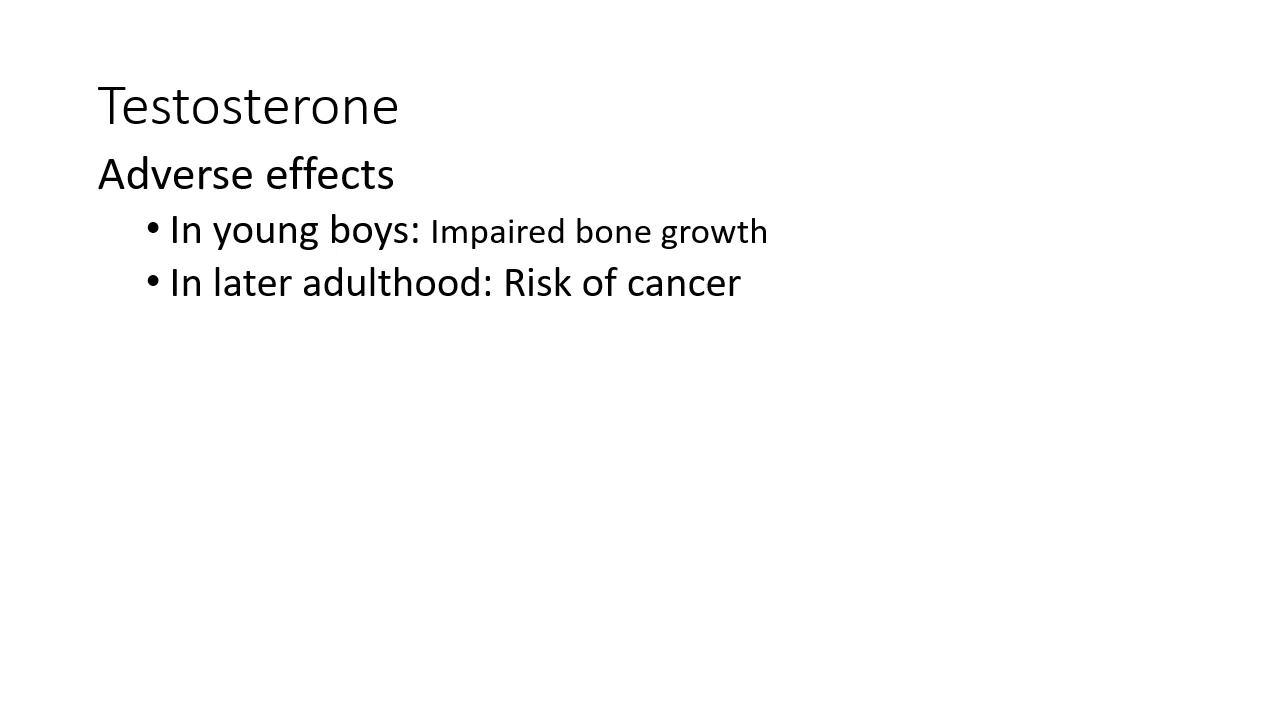 Testosterone
Adverse effects
• In young boys: Impaired bone growth
• In later adulthood: Risk of cancer